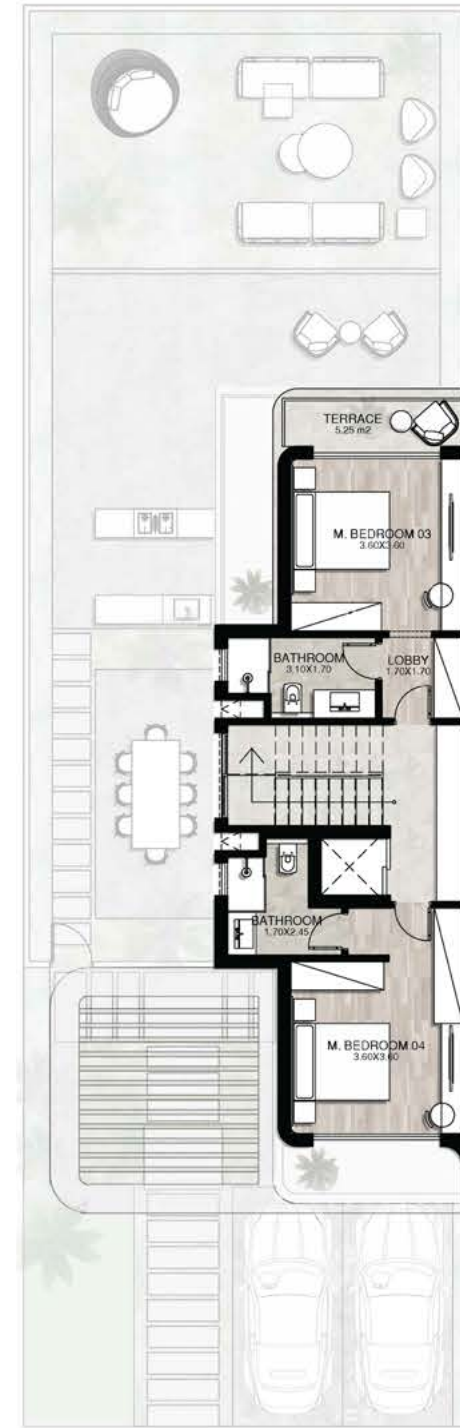 TERRACE
5.25 m2
M. BEDROOM 03
3.60X3.60
BATHROOM
3.10X1.70
LOBBY
1.70X1.70
BATHROOM
1.70X2.45
M. BEDROOM 04
3.60X3.60